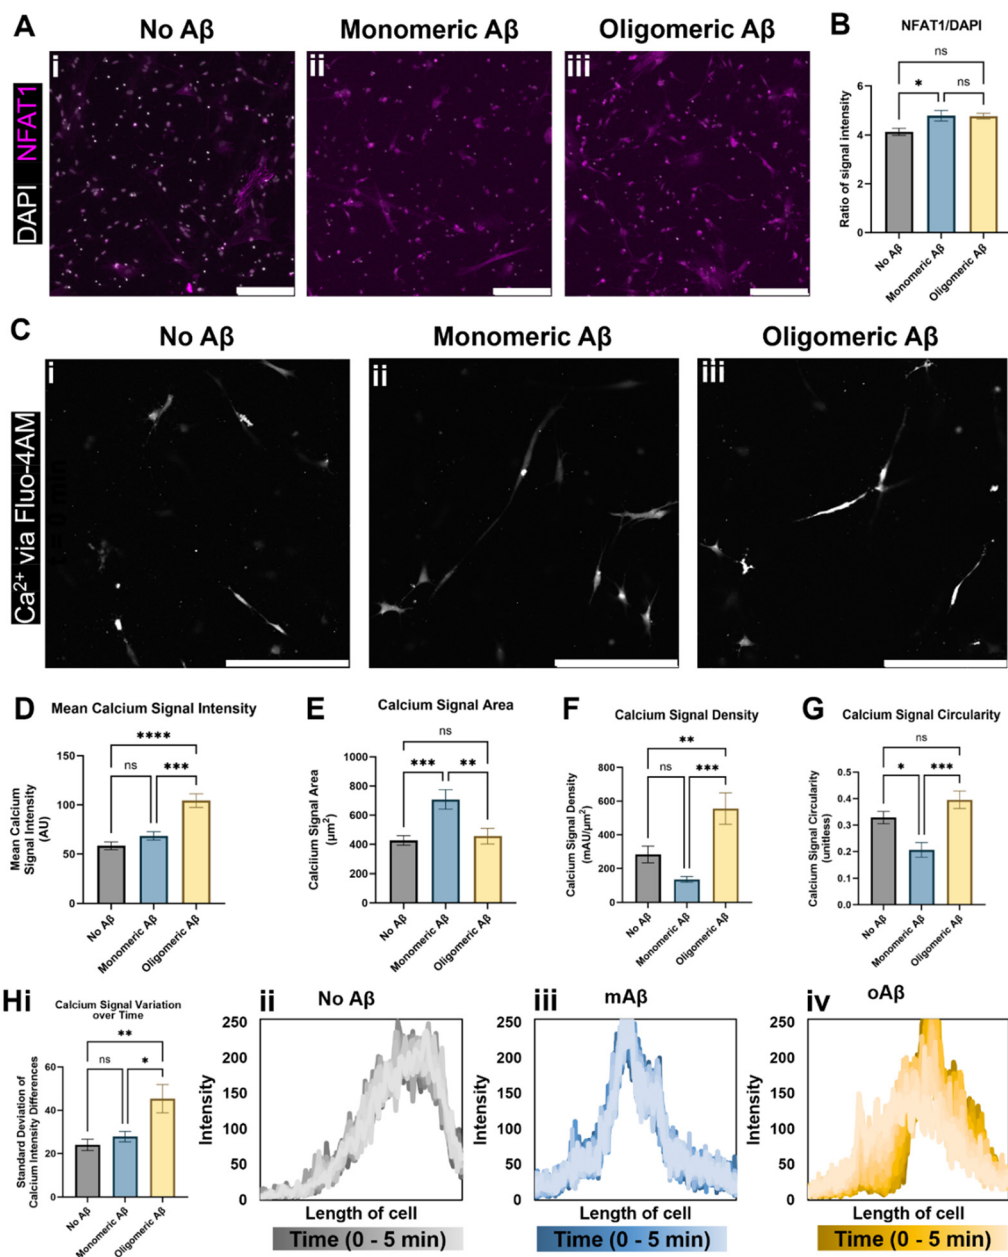 A
No Aβ
Monomeric Aβ
Oligomeric Aβ
DAPI NFAT1
i
ii
iii
B
NFAT1/DAPI
ns
* ns
Ratio of signal intensity
6
4
2
0
No Aβ
Monomeric Aβ
Oligomeric Aβ
C
No Aβ
Monomeric Aβ
Oligomeric Aβ
Ca²⁺ via Fluo-4AM
i
ii
iii
D
Mean Calcium Signal Intensity
****
ns ***
Mean Calcium
Signal Intensity
(AU)
150
100
50
0
No Aβ
Monomeric Aβ
Oligomeric Aβ
E
Calcium Signal Area
ns
*** **
Calcium Signal Area
(µm²)
1000
800
600
400
200
0
No Aβ
Monomeric Aβ
Oligomeric Aβ
F
Calcium Signal Density
**
ns ***
Calcium Signal Density
(mAU/µm²)
800
600
400
200
0
No Aβ
Monomeric Aβ
Oligomeric Aβ
G
Calcium Signal Circularity
ns
* ***
Calcium Signal Circularity
(unitless)
0.5
0.4
0.3
0.2
0.1
0.0
No Aβ
Monomeric Aβ
Oligomeric Aβ
Hi
Calcium Signal Variation
over Time
**
ns *
Standard Deviation of
Calcium Intensity Differences
60
40
20
0
No Aβ
Monomeric Aβ
Oligomeric Aβ
ii
No Aβ
Intensity
250
200
150
100
50
0
Length of cell
Time (0 - 5 min)
iii
mAβ
Intensity
250
200
150
100
50
0
Length of cell
Time (0 - 5 min)
iv
oAβ
Intensity
250
200
150
100
50
0
Length of cell
Time (0 - 5 min)